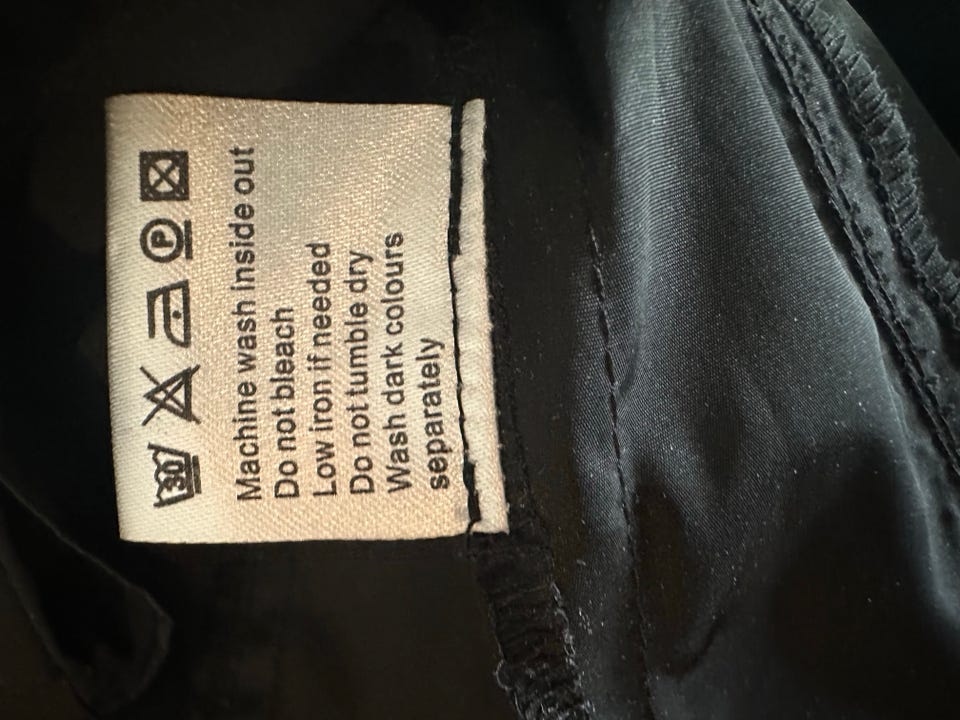 30 P
Machine wash inside out
Do not bleach
Low iron if needed
Do not tumble dry
Wash dark colours
separately